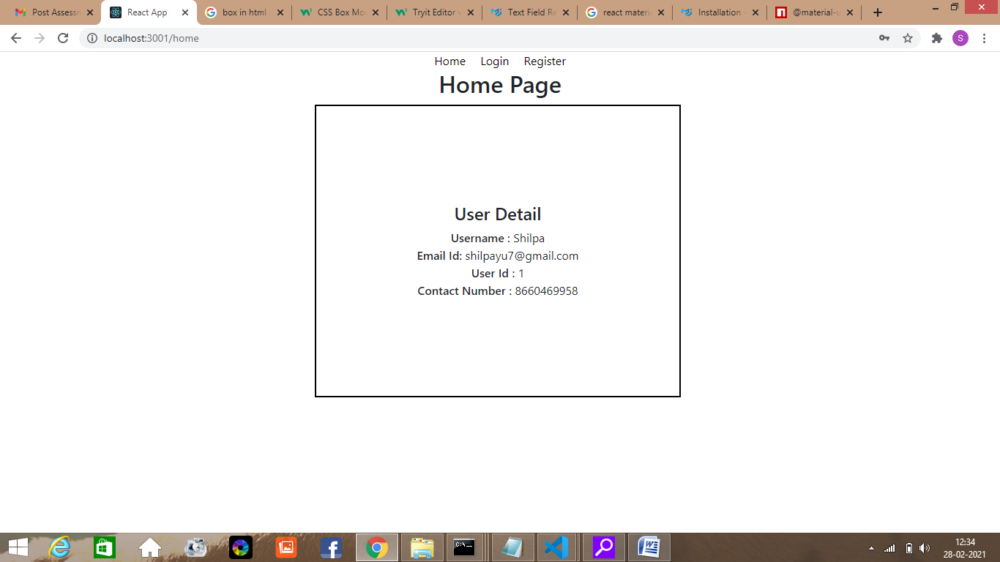 Post Assessm React App box in html CSS Box Mo Tryit Editor v Text Field Re react materia Installation - @material-u
localhost:3001/home S
Home Login Register
Home Page
User Detail
Username : Shilpa
Email Id: shilpayu7@gmail.com
User Id : 1
Contact Number : 8660469958
12:34
28-02-2021